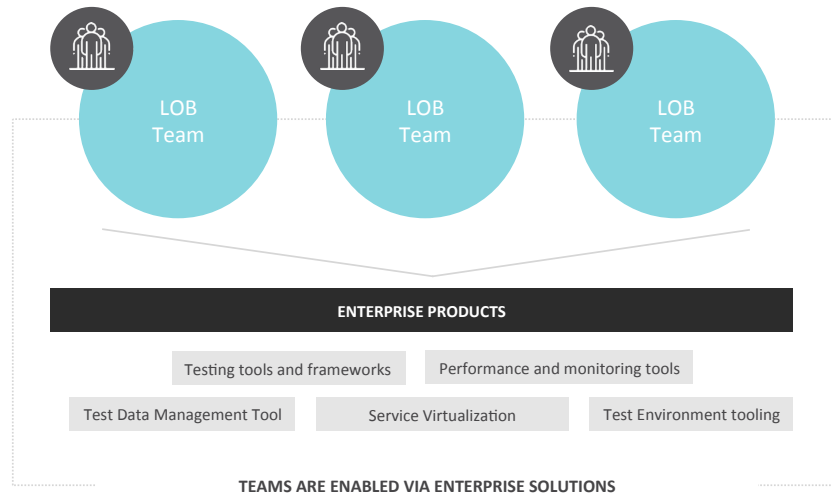 LOB
Team
LOB
Team
LOB
Team
ENTERPRISE PRODUCTS
Testing tools and frameworks
Performance and monitoring tools
Test Data Management Tool
Service Virtualization
Test Environment tooling
TEAMS ARE ENABLED VIA ENTERPRISE SOLUTIONS